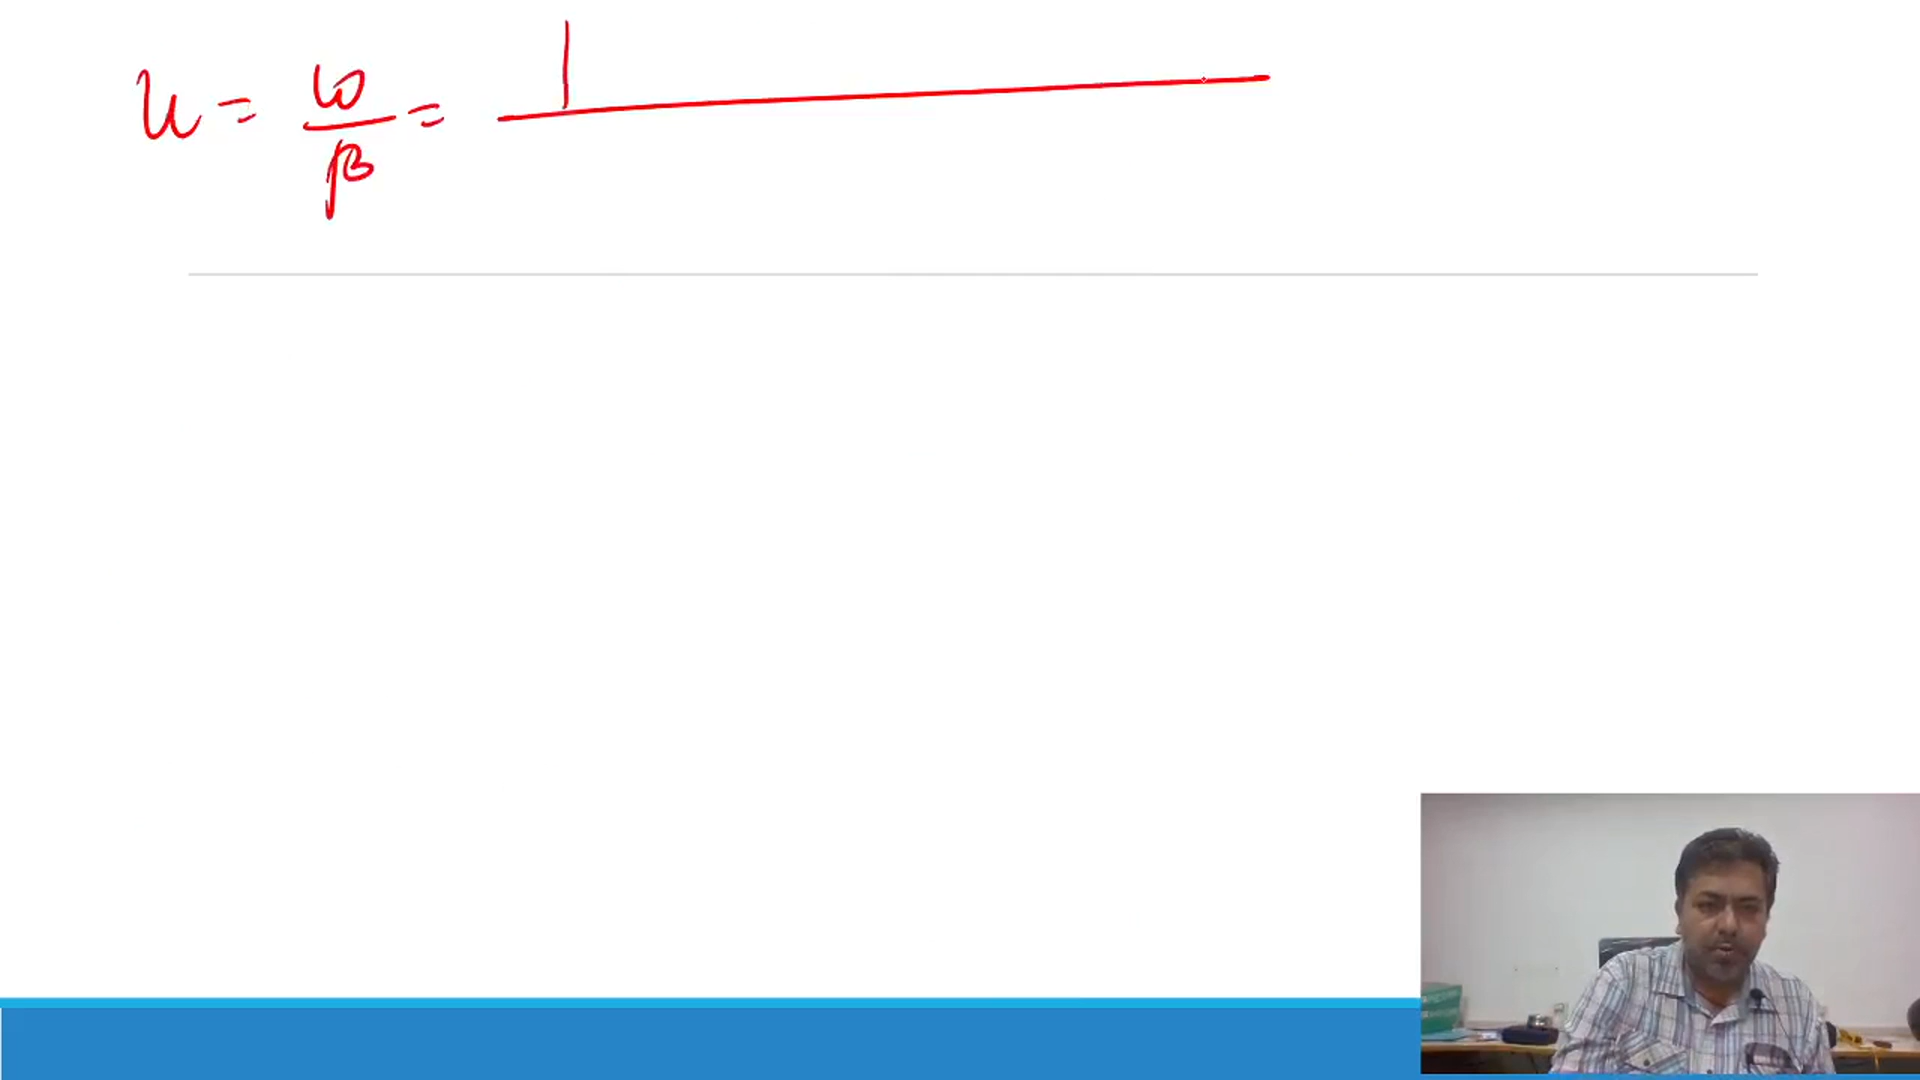 u = ω/β = 1/